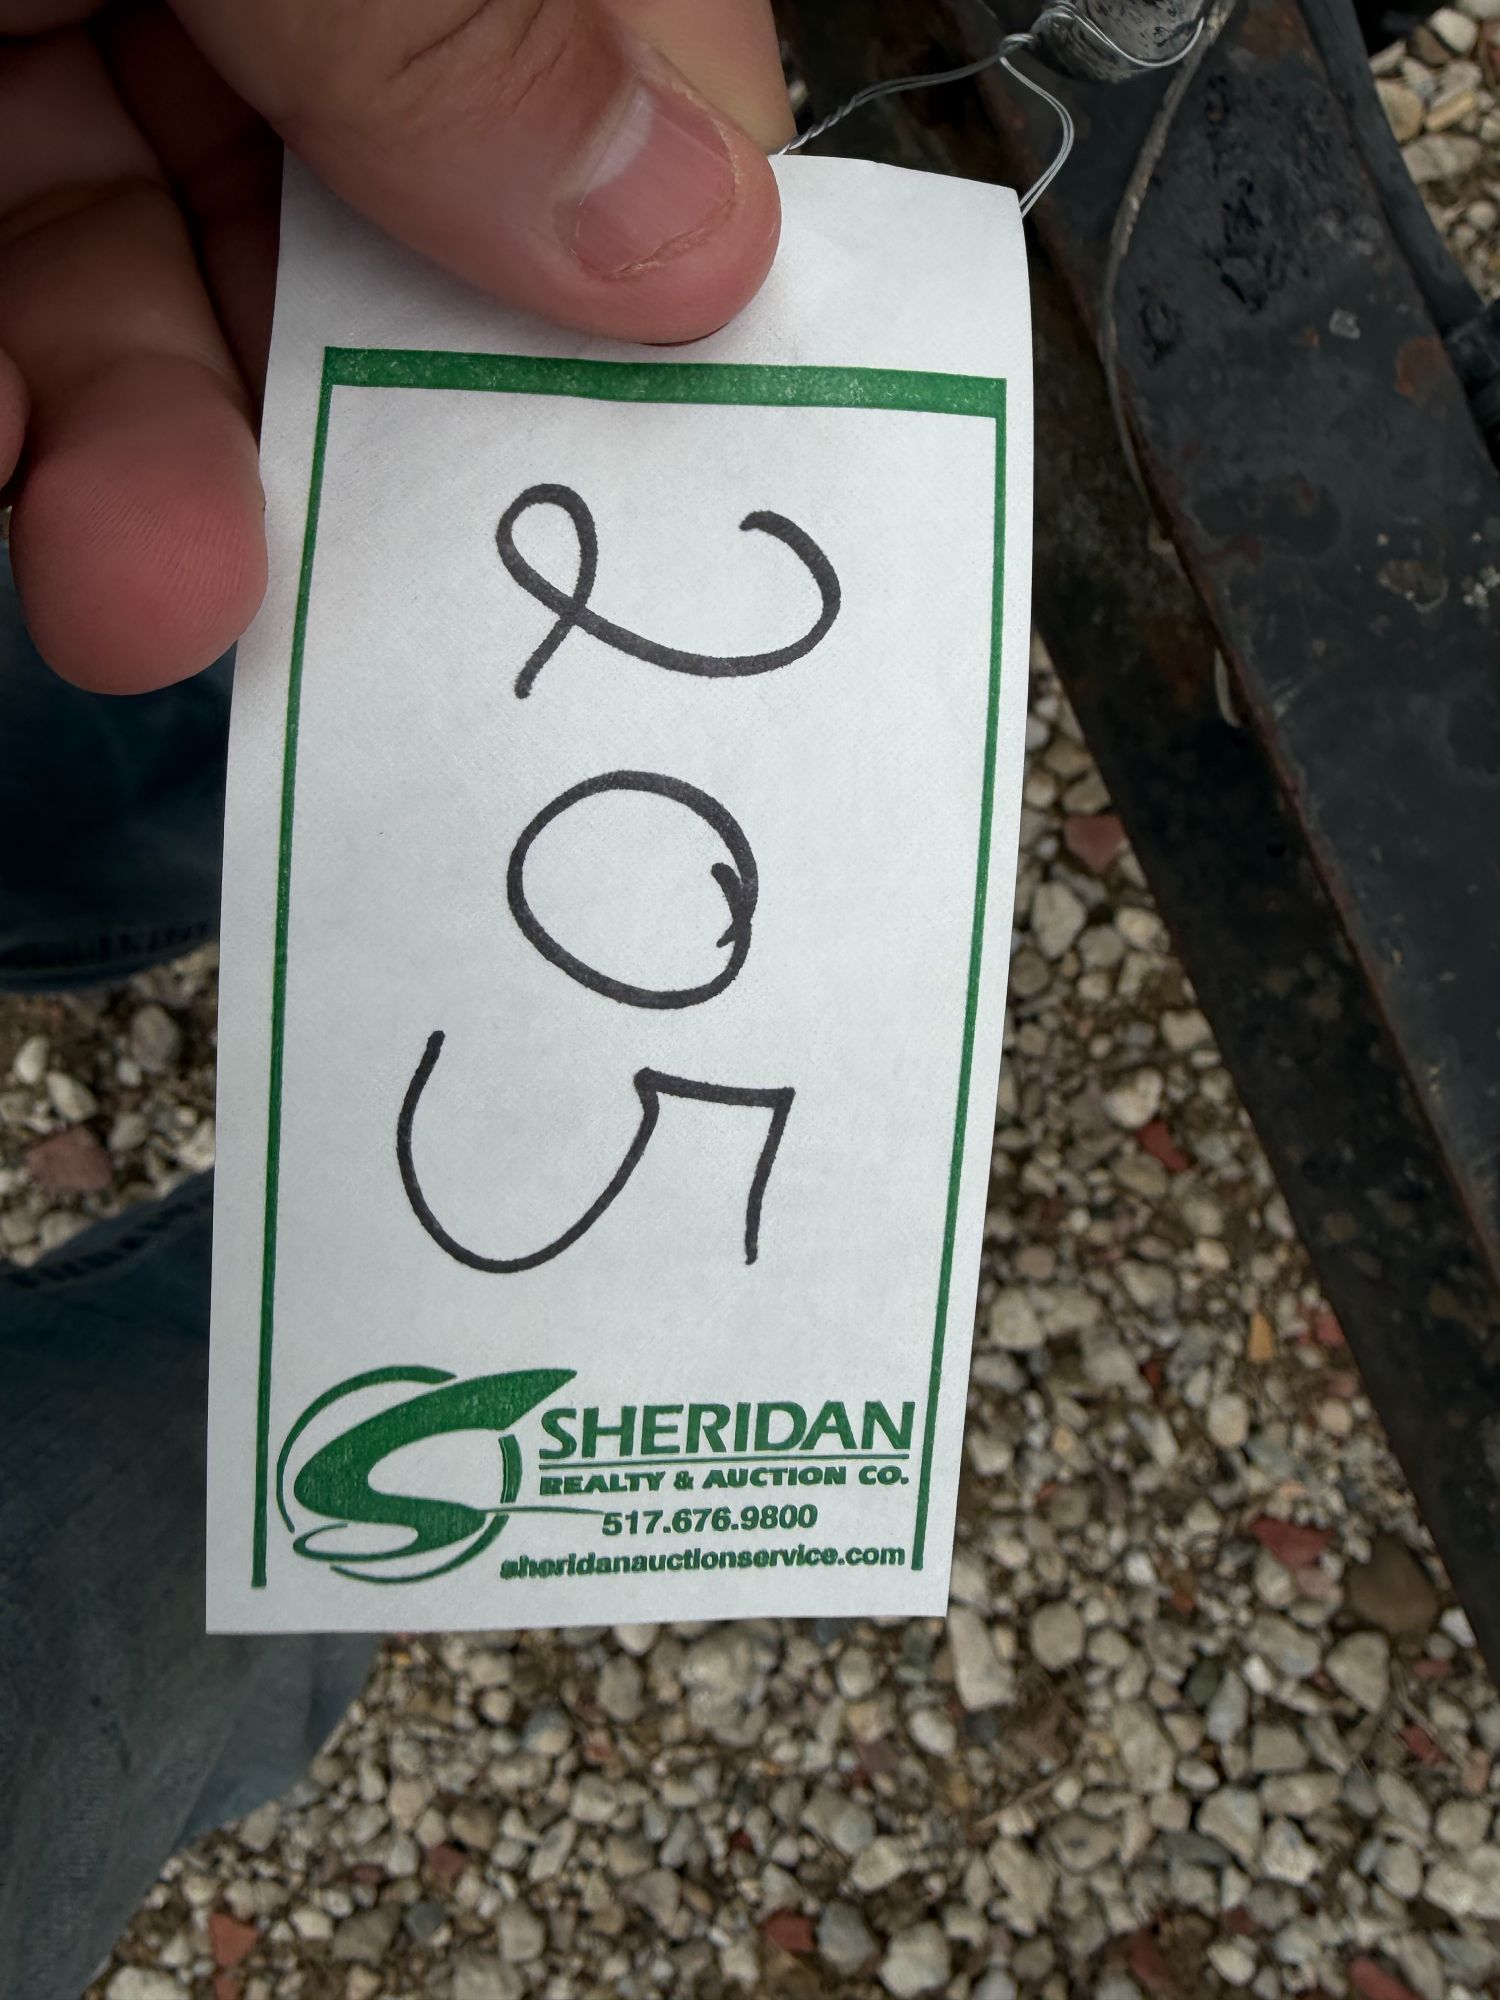 205
SHERIDAN
REALTY & AUCTION CO.
517.676.9800
sheridanauctionservice.com